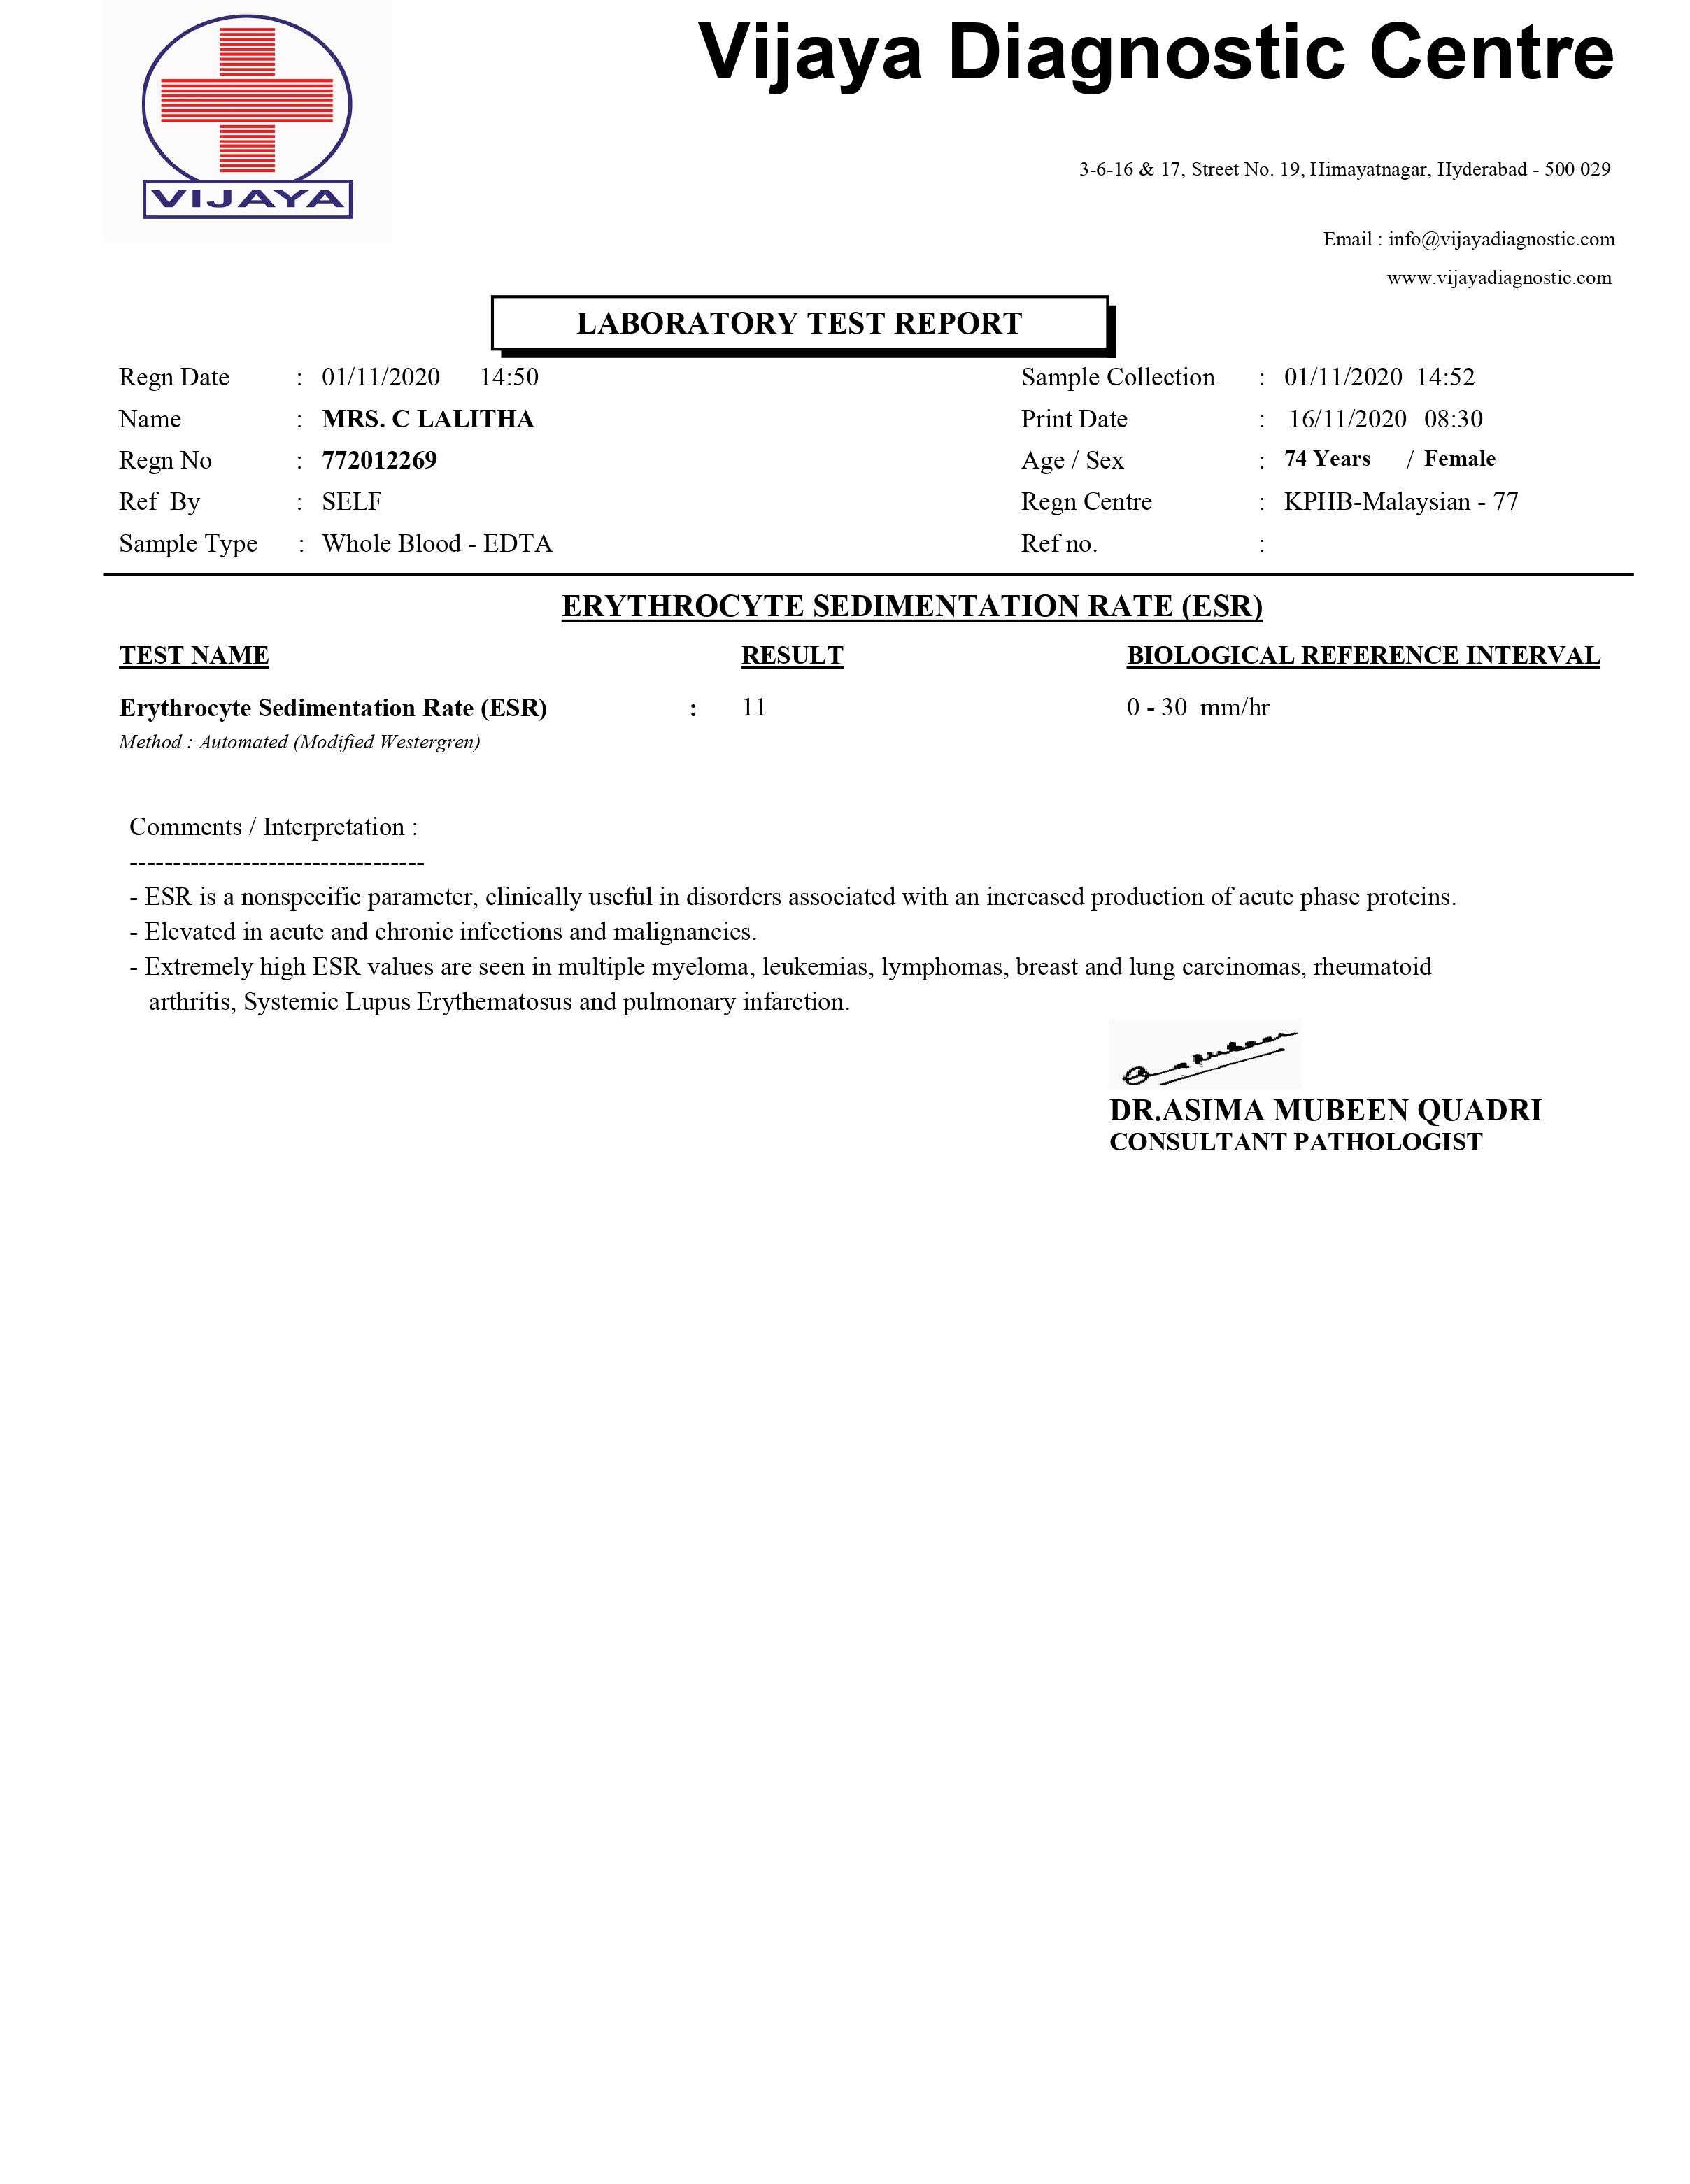 VIJAYA
Vijaya Diagnostic Centre
3-6-16 & 17, Street No. 19, Himayatnagar, Hyderabad - 500 029
Email : info@vijayadiagnostic.com
www.vijayadiagnostic.com
LABORATORY TEST REPORT
Regn Date : 01/11/2020 14:50 Sample Collection : 01/11/2020 14:52
Name : MRS. C LALITHA Print Date : 16/11/2020 08:30
Regn No : 772012269 Age / Sex : 74 Years / Female
Ref By : SELF Regn Centre : KPHB-Malaysian - 77
Sample Type : Whole Blood - EDTA Ref no. :
ERYTHROCYTE SEDIMENTATION RATE (ESR)
TEST NAME RESULT BIOLOGICAL REFERENCE INTERVAL
Erythrocyte Sedimentation Rate (ESR) : 11 0 - 30 mm/hr
Method : Automated (Modified Westergren)
Comments / Interpretation :
----------------------------------
- ESR is a nonspecific parameter, clinically useful in disorders associated with an increased production of acute phase proteins.
- Elevated in acute and chronic infections and malignancies.
- Extremely high ESR values are seen in multiple myeloma, leukemias, lymphomas, breast and lung carcinomas, rheumatoid
arthritis, Systemic Lupus Erythematosus and pulmonary infarction.
DR.ASIMA MUBEEN QUADRI
CONSULTANT PATHOLOGIST